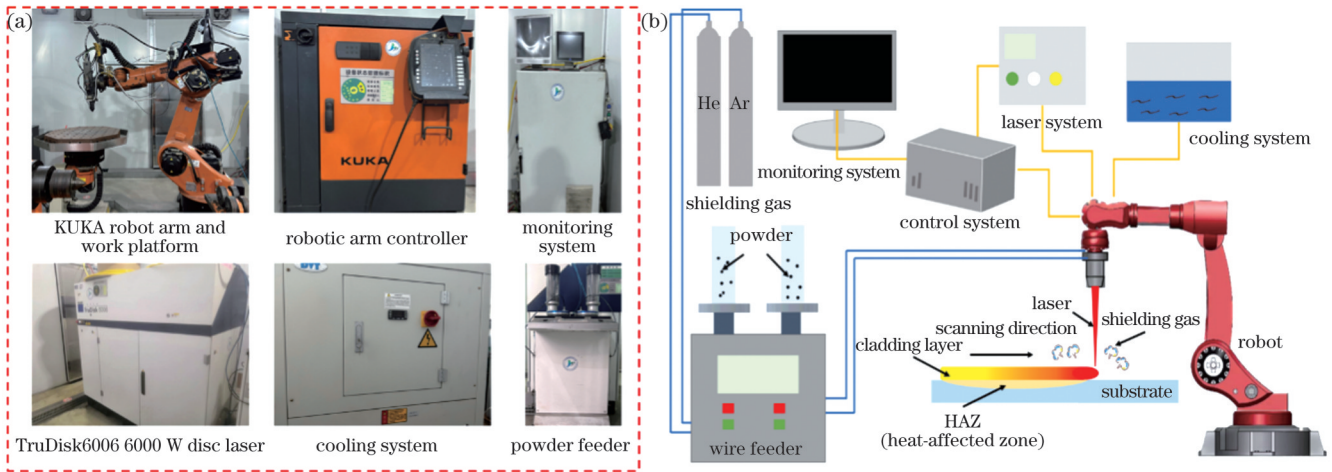 (a)
KUKA
KUKA robot arm and
work platform
robotic arm controller
monitoring
system
TruDisk6006 6000 W disc laser
cooling system
powder feeder
(b)
He
Ar
shielding gas
monitoring system
control system
laser system
cooling system
powder
wire feeder
laser
shielding gas
scanning direction
cladding layer
substrate
HAZ
(heat-affected zone)
robot